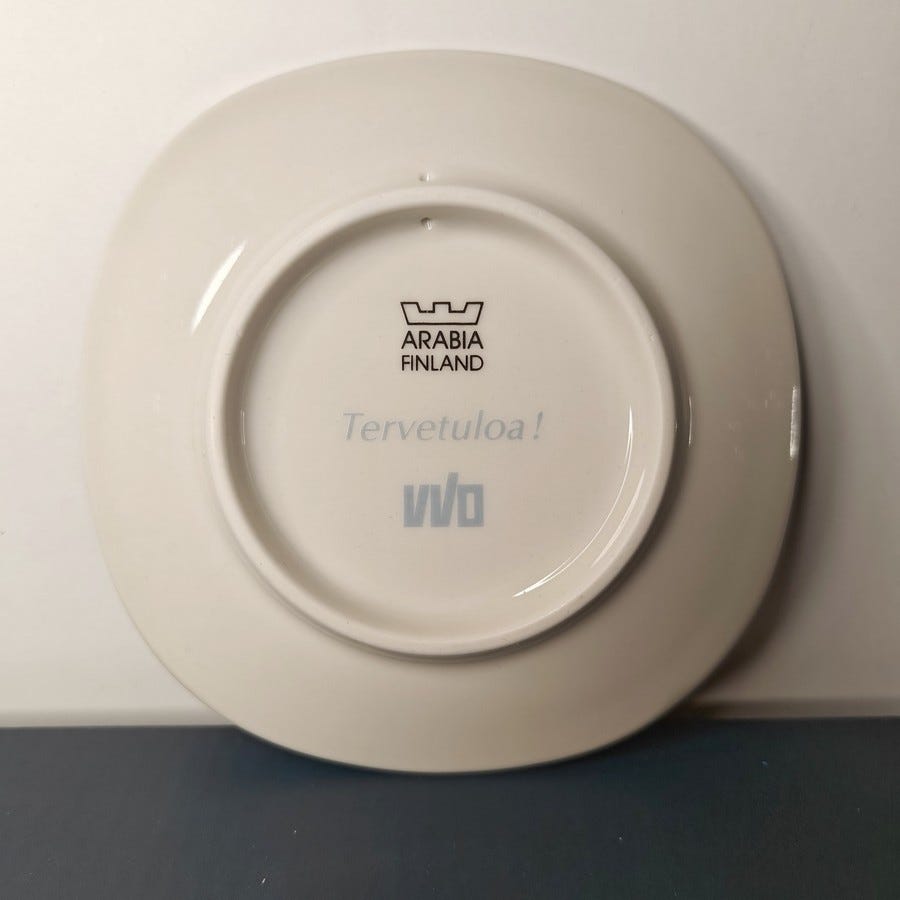 ARABIA
FINLAND
Tervetuloa!
VVO